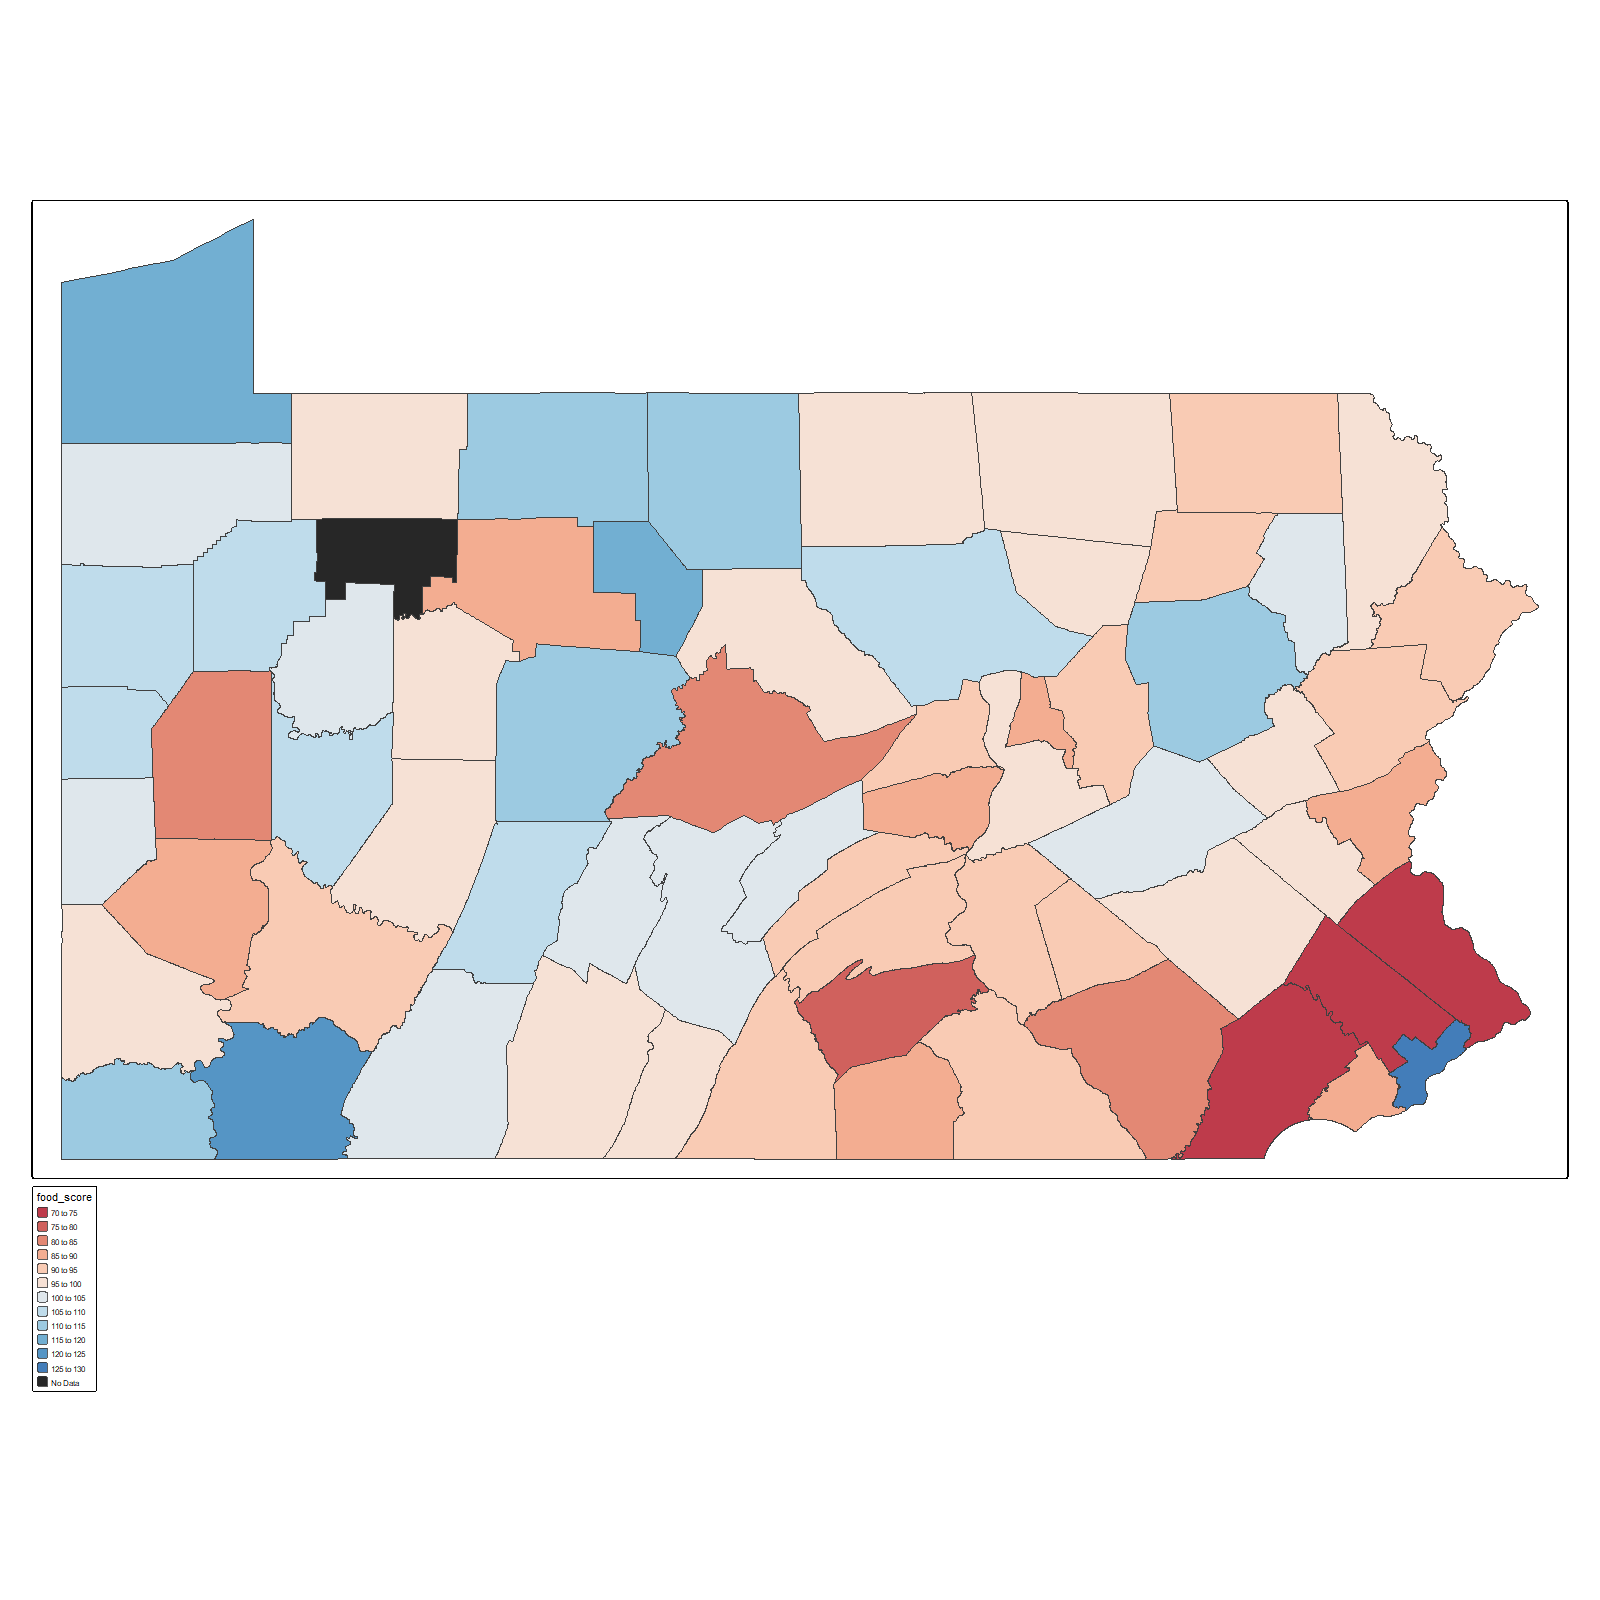 food_score
70 to 75
75 to 80
80 to 85
85 to 90
90 to 95
95 to 100
100 to 105
105 to 110
110 to 115
115 to 120
120 to 125
125 to 130
No Data